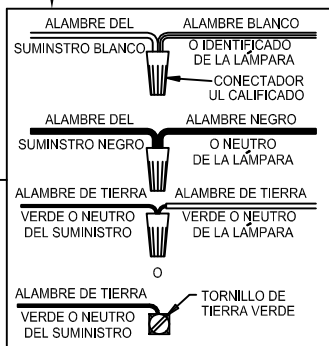 ALAMBRE DEL ALAMBRE BLANCO
SUMINSTRO BLANCO O IDENTIFICADO
DE LA LÁMPARA
CONECTADOR
UL CALIFICADO
ALAMBRE DEL ALAMBRE NEGRO
SUMINSTRO NEGRO O NEUTRO
DE LA LÁMPARA
ALAMBRE DE TIERRA ALAMBRE DE TIERRA
VERDE O NEUTRO VERDE O NEUTRO
DEL SUMINISTRO DE LA LÁMPARA
O
ALAMBRE DE TIERRA TORNILLO DE
TIERRA VERDE
VERDE O NEUTRO
DEL SUMINISTRO